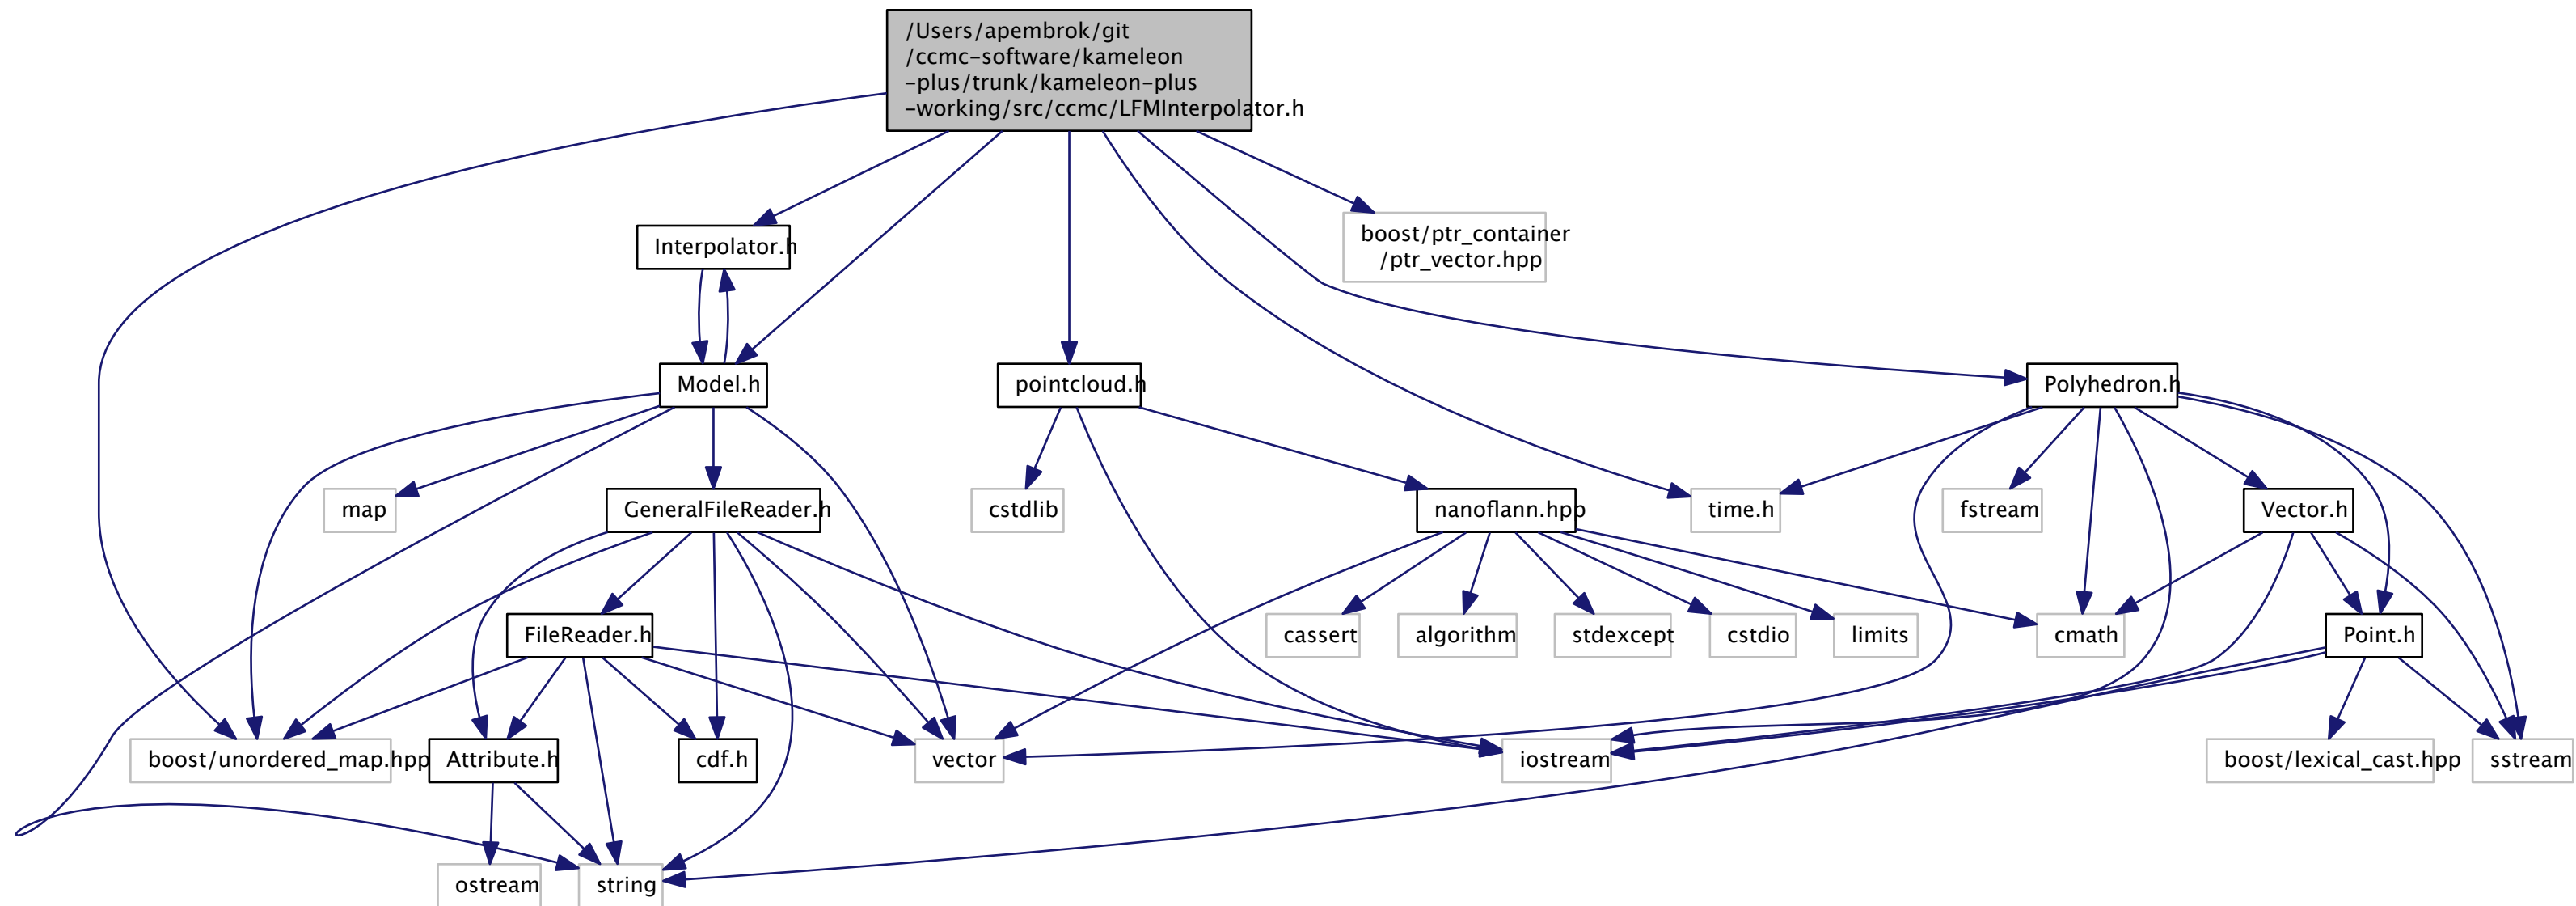 /Users/apembrok/git
/ccmc-software/kameleon
-plus/trunk/kameleon-plus
-working/src/ccmc/LFMInterpolator.h
Interpolator.h
boost/ptr_container
/ptr_vector.hpp
Model.h
pointcloud.h
Polyhedron.h
map
GeneralFileReader.h
cstdlib
nanoflann.hpp
time.h
fstream
Vector.h
FileReader.h
cassert
algorithm
stdexcept
cstdio
limits
cmath
Point.h
boost/unordered_map.hpp
Attribute.h
cdf.h
vector
iostream
boost/lexical_cast.hpp
sstream
ostream
string